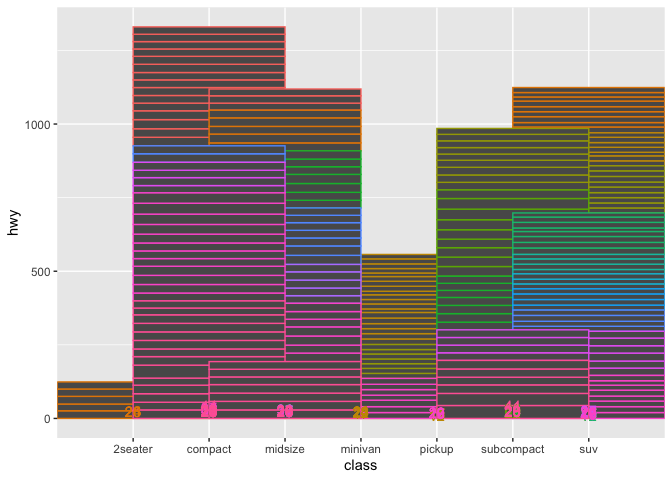 hwy
1000
500
0
2seater compact midsize minivan pickup subcompact suv
class